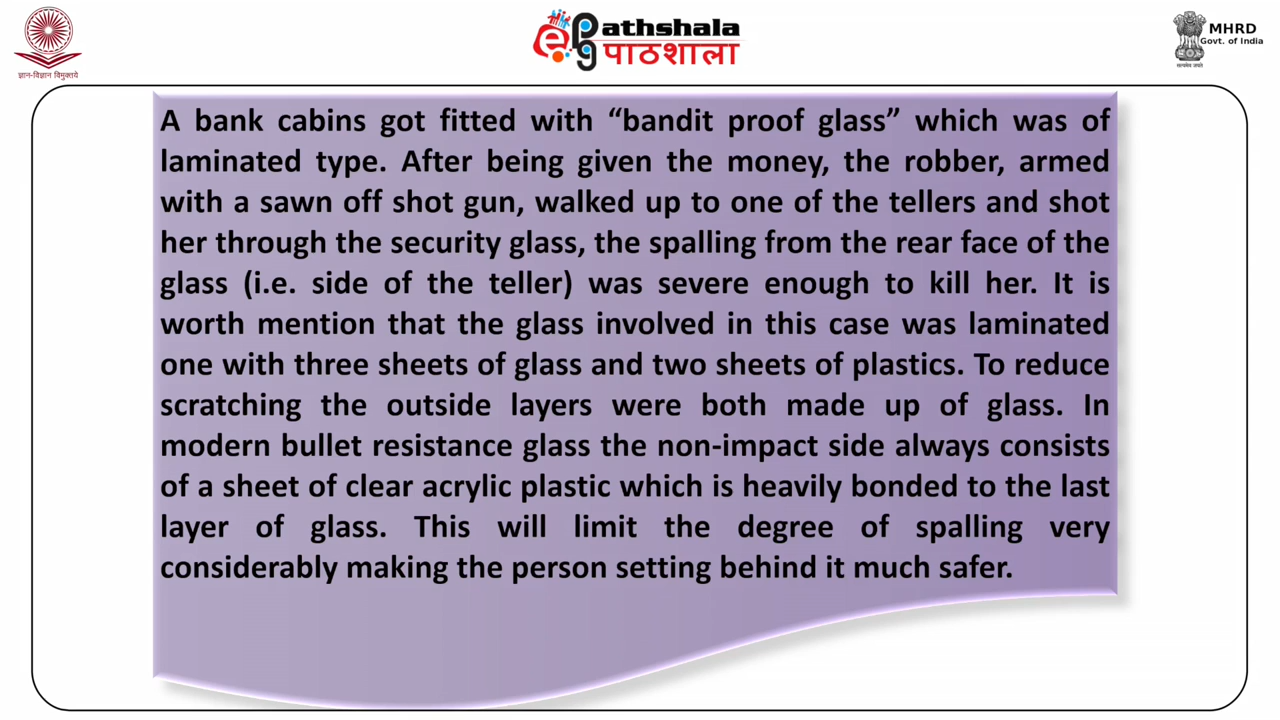 ज्ञान-विज्ञान विमुक्तये
ePathshala
पाठशाला
MHRD
Govt. of India
सत्यमेव जयते
A bank cabins got fitted with “bandit proof glass” which was of
laminated type. After being given the money, the robber, armed
with a sawn off shot gun, walked up to one of the tellers and shot
her through the security glass, the spalling from the rear face of the
glass (i.e. side of the teller) was severe enough to kill her. It is
worth mention that the glass involved in this case was laminated
one with three sheets of glass and two sheets of plastics. To reduce
scratching the outside layers were both made up of glass. In
modern bullet resistance glass the non-impact side always consists
of a sheet of clear acrylic plastic which is heavily bonded to the last
layer of glass. This will limit the degree of spalling very
considerably making the person setting behind it much safer.